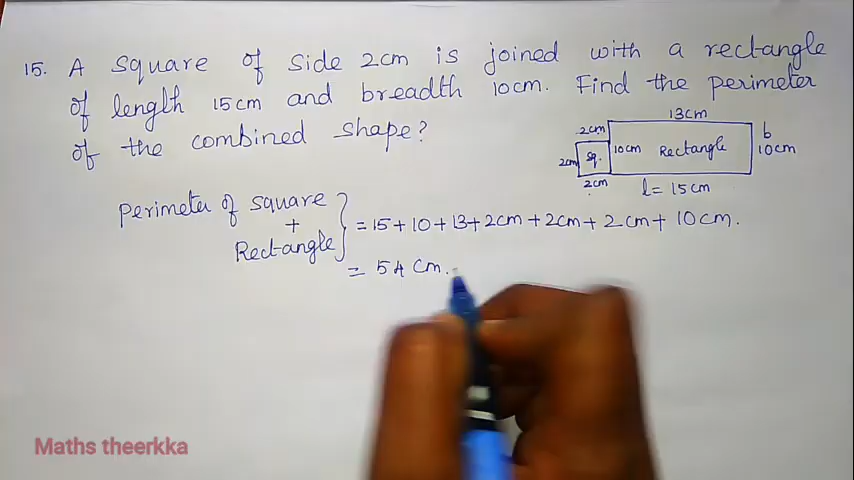 15. A square of side 2cm is joined with a rectangle
of length 15cm and breadth 10cm. Find the perimeter
of the combined shape?
13cm
2cm
b
2cm sq. 10cm Rectangle 10cm
2cm l = 15cm
Perimeter of square
+
Rectangle
= 15+10+13+2cm+2cm+2cm+10cm.
= 54 cm.
Maths theerkka